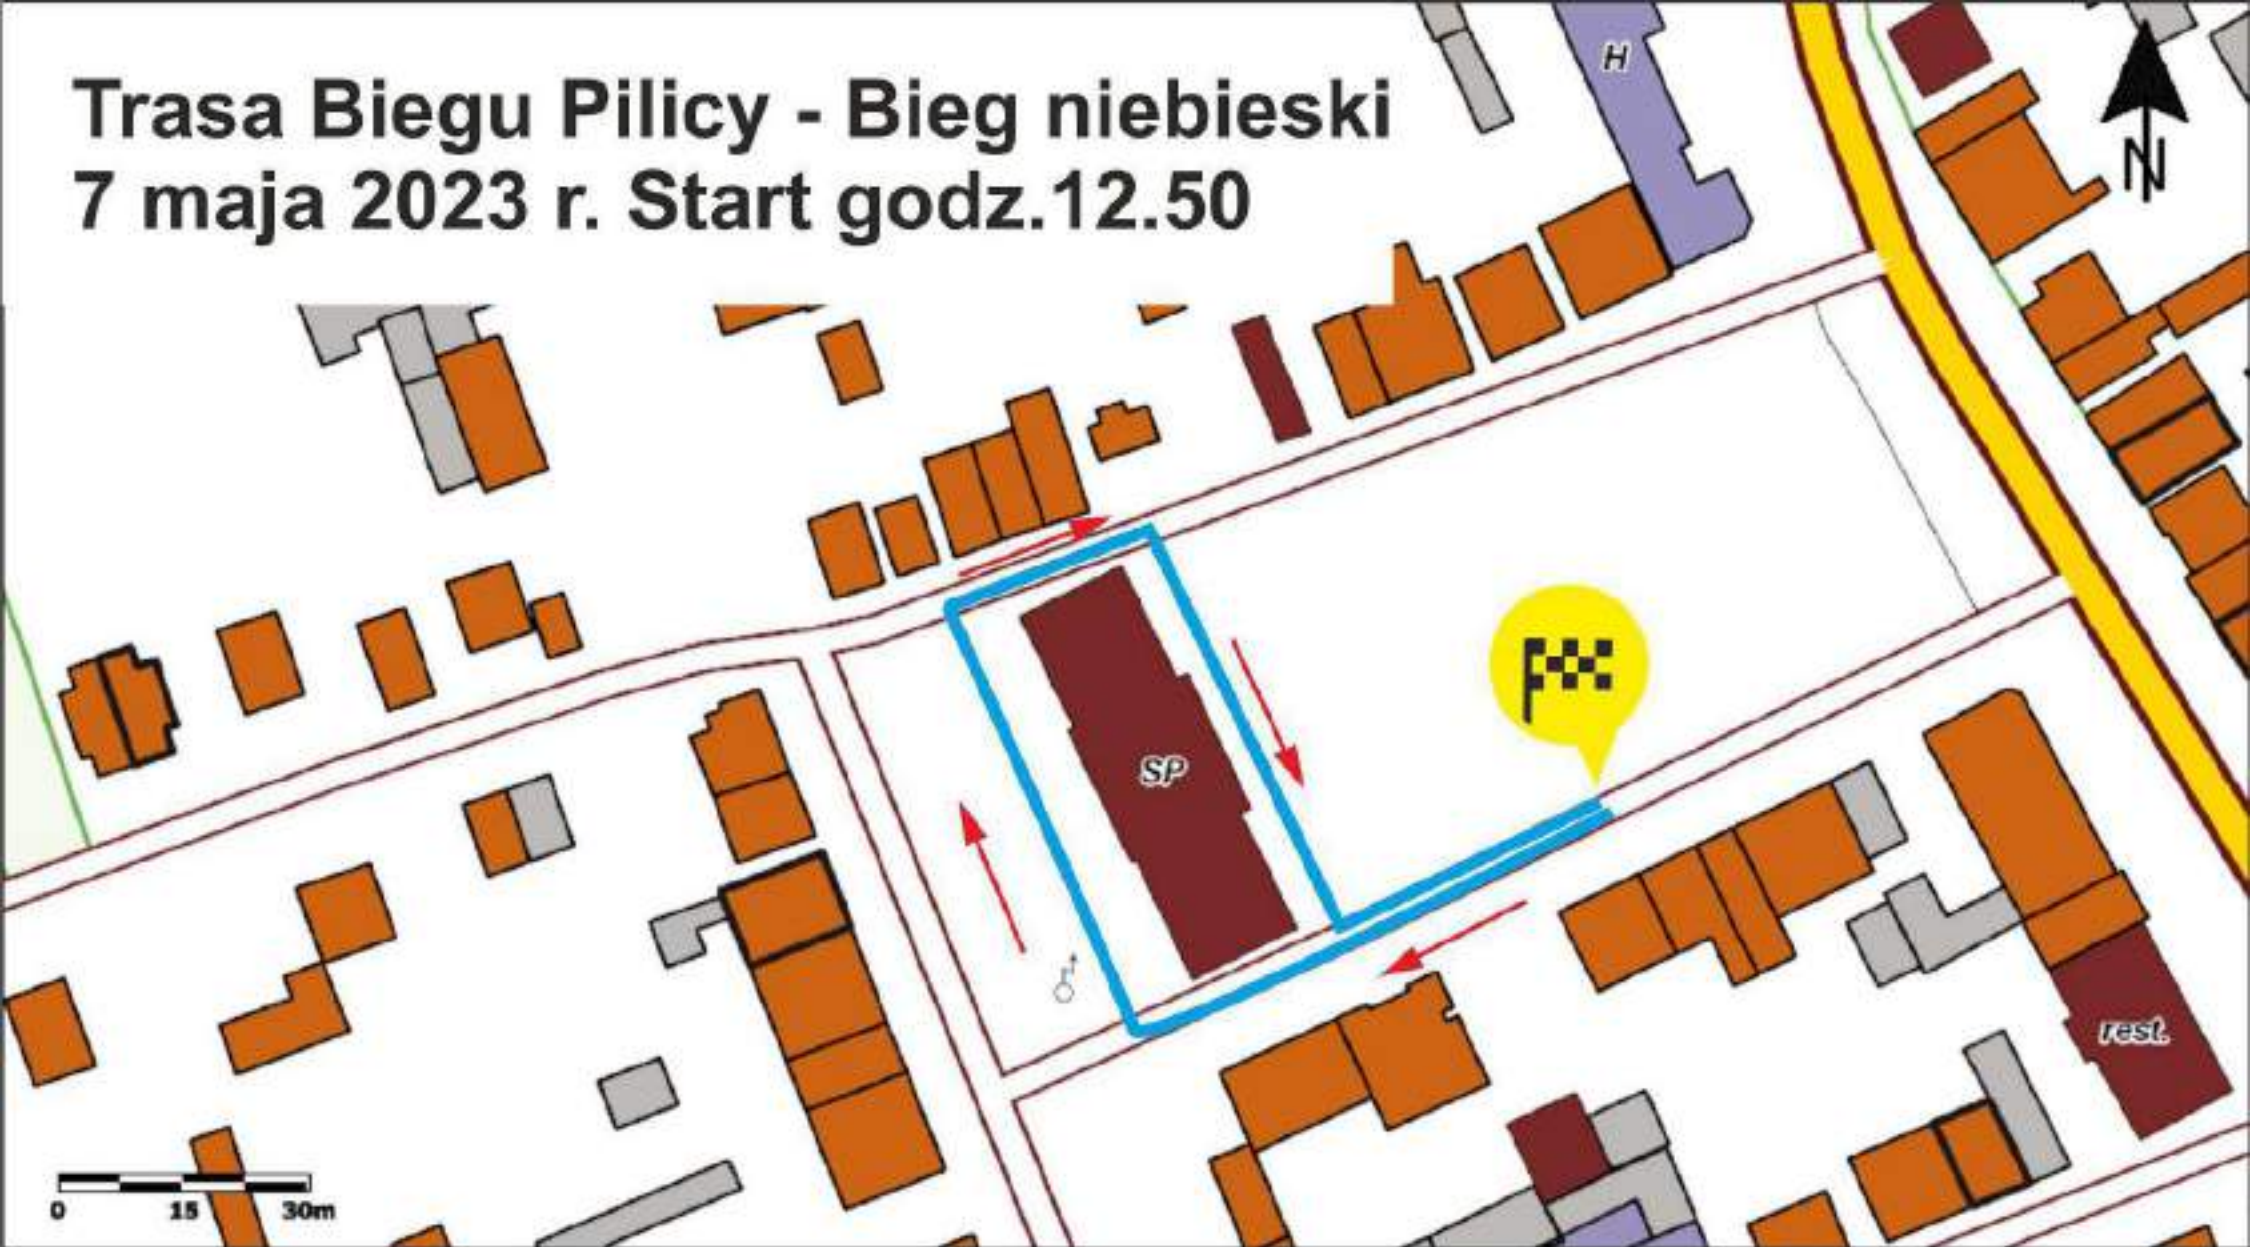 Trasa Biegu Pilicy - Bieg niebieski
7 maja 2023 r. Start godz.12.50
H
N
SP
rest.
0 15 30m